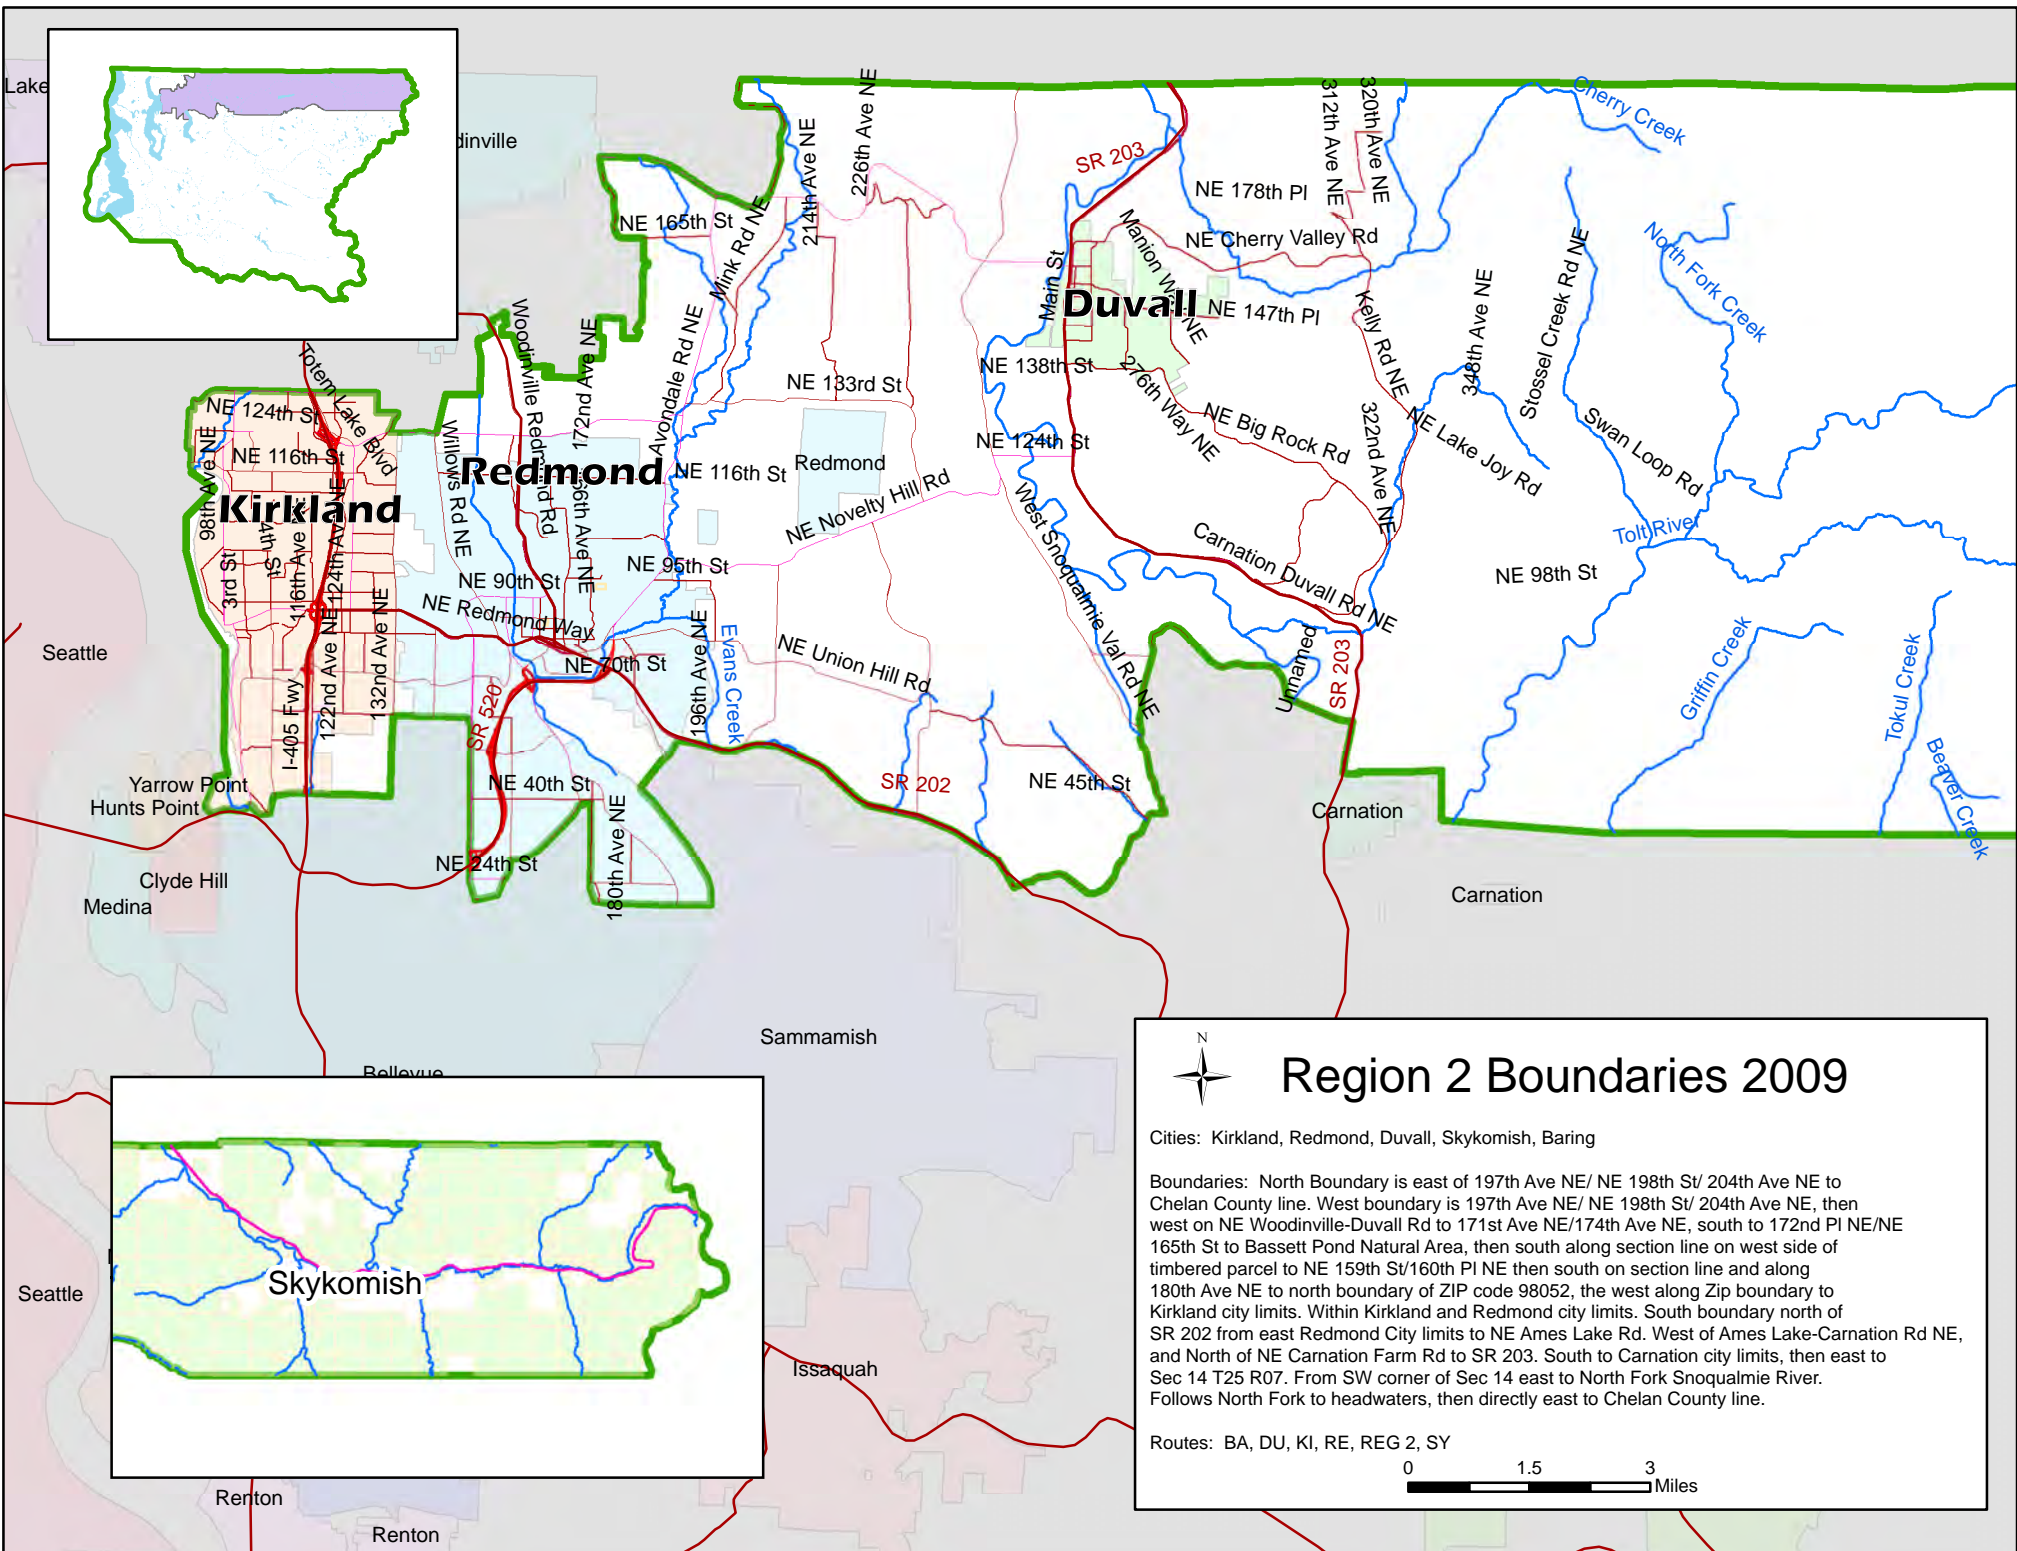 Lake
dinville
Cherry Creek
226th Ave NE
312th Ave NE
320th Ave NE
214th Ave NE
SR 203
NE 178th Pl
NE 165th St
Mink Rd NE
Manion Way NE
NE Cherry Valley Rd
North Fork Creek
Main St
Duvall
NE 147th Pl
Kelly Rd NE
348th Ave NE
Stossel Creek Rd NE
Woodinville Redmond Rd
172nd Ave NE
Avondale Rd NE
Totem Lake Blvd
NE 138th St
276th Way NE
NE 133rd St
NE 124th St
NE Big Rock Rd
322nd Ave NE
NE Lake Joy Rd
Swan Loop Rd
98th Ave NE
NE 116th St
Willows Rd NE
Redmond
166th Ave NE
NE 116th St
Redmond
NE 124th St
NE Novelty Hill Rd
West Snoqualmie Val Rd NE
Kirkland
Tolt River
Carnation Duvall Rd NE
NE 98th St
3rd St
116th Ave NE
124th Ave NE
NE 90th St
NE 95th St
NE Redmond Way
132nd Ave NE
122nd Ave NE
I-405 Fwy
Seattle
NE 70th St
196th Ave NE
Evans Creek
NE Union Hill Rd
Unnamed
SR 203
Griffin Creek
Tokul Creek
Beaver Creek
SR 520
Yarrow Point
Hunts Point
NE 40th St
SR 202
NE 45th St
Carnation
NE 24th St
180th Ave NE
Clyde Hill
Medina
Carnation
Sammamish
Bellevue
Skykomish
Seattle
Issaquah
Renton
Renton
N
Region 2 Boundaries 2009
Cities: Kirkland, Redmond, Duvall, Skykomish, Baring
Boundaries: North Boundary is east of 197th Ave NE/ NE 198th St/ 204th Ave NE to
Chelan County line. West boundary is 197th Ave NE/ NE 198th St/ 204th Ave NE, then
west on NE Woodinville-Duvall Rd to 171st Ave NE/174th Ave NE, south to 172nd Pl NE/NE
165th St to Bassett Pond Natural Area, then south along section line on west side of
timbered parcel to NE 159th St/160th Pl NE then south on section line and along
180th Ave NE to north boundary of ZIP code 98052, the west along Zip boundary to
Kirkland city limits. Within Kirkland and Redmond city limits. South boundary north of
SR 202 from east Redmond City limits to NE Ames Lake Rd. West of Ames Lake-Carnation Rd NE,
and North of NE Carnation Farm Rd to SR 203. South to Carnation city limits, then east to
Sec 14 T25 R07. From SW corner of Sec 14 east to North Fork Snoqualmie River.
Follows North Fork to headwaters, then directly east to Chelan County line.
Routes: BA, DU, KI, RE, REG 2, SY
0 1.5 3
Miles